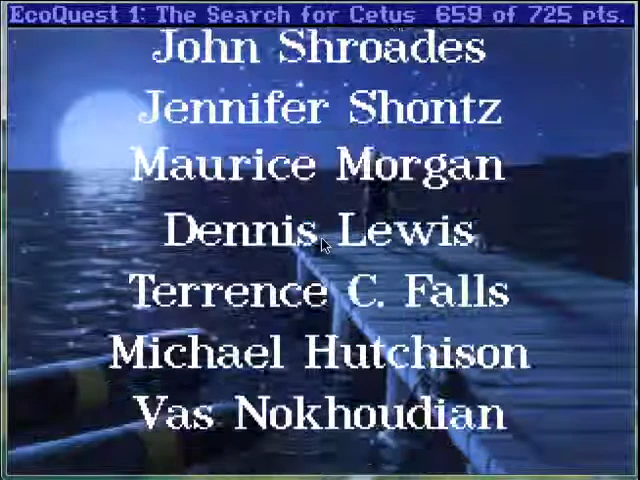 EcoQuest 1: The Search for Cetus 659 of 725 pts.
John Shroades
Jennifer Shontz
Maurice Morgan
Dennis Lewis
Terrence C. Falls
Michael Hutchison
Vas Nokhoudian